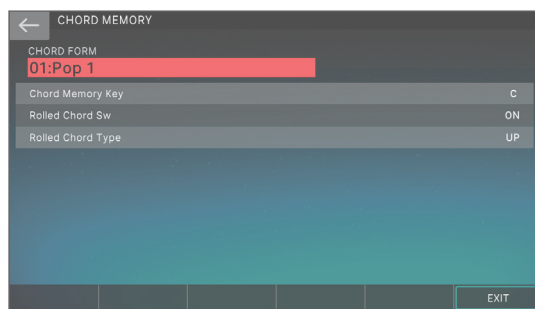 CHORD MEMORY
CHORD FORM
01:Pop 1
Chord Memory Key C
Rolled Chord Sw ON
Rolled Chord Type UP
EXIT